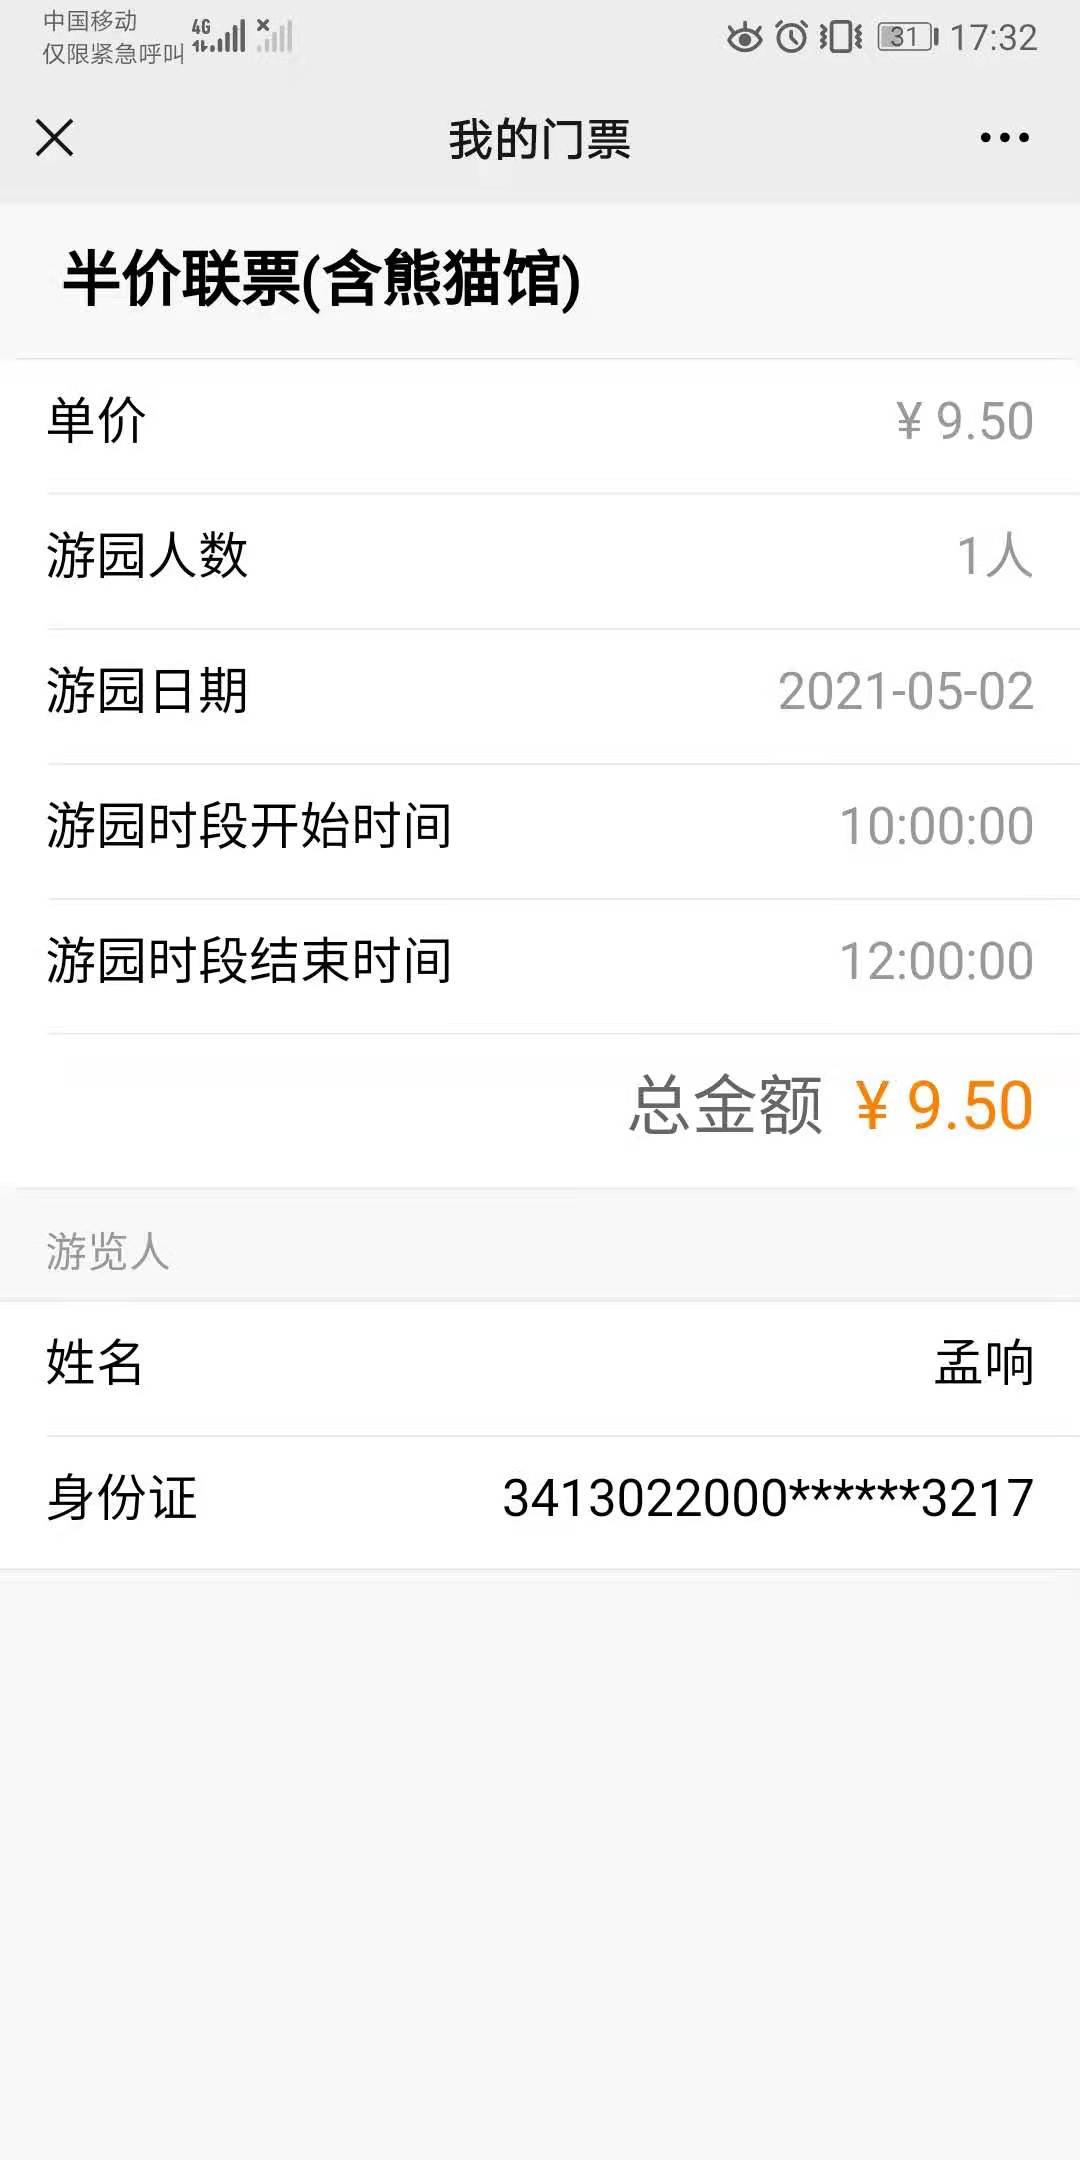 中国移动
仅限紧急呼叫
4G
31
17:32
我的门票
半价联票(含熊猫馆)
单价 ¥ 9.50
游园人数 1人
游园日期 2021-05-02
游园时段开始时间 10:00:00
游园时段结束时间 12:00:00
总金额 ¥ 9.50
游览人
姓名 孟响
身份证 3413022000******3217